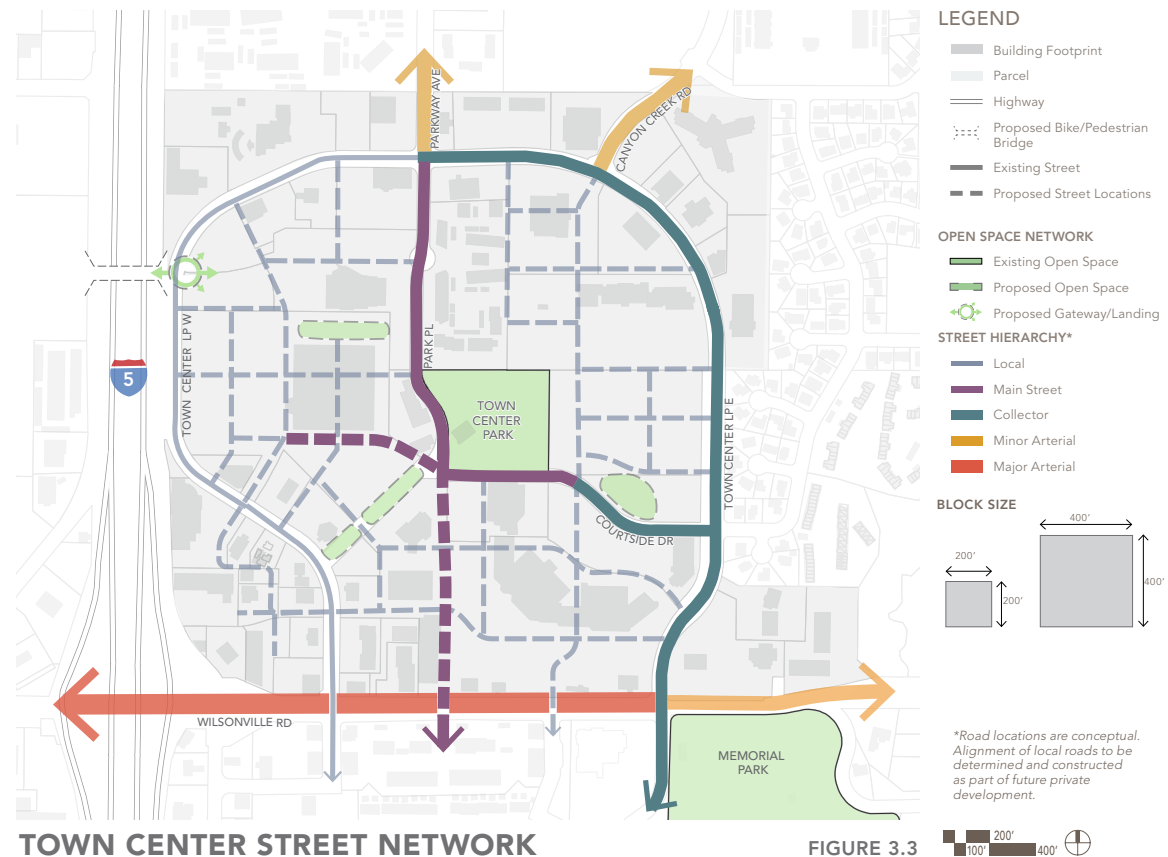 PARKWAY AVE
CANYON CREEK RD
TOWN CENTER LP W
5
PARK PL
TOWN
CENTER
PARK
TOWN CENTER LP E
COURTSIDE DR
WILSONVILLE RD
MEMORIAL
PARK
TOWN CENTER STREET NETWORK
FIGURE 3.3
LEGEND
Building Footprint
Parcel
Highway
Proposed Bike/Pedestrian
Bridge
Existing Street
Proposed Street Locations
OPEN SPACE NETWORK
Existing Open Space
Proposed Open Space
Proposed Gateway/Landing
STREET HIERARCHY*
Local
Main Street
Collector
Minor Arterial
Major Arterial
BLOCK SIZE
400'
200'
200'
400'
*Road locations are conceptual.
Alignment of local roads to be
determined and constructed
as part of future private
development.
200'
100'
400'